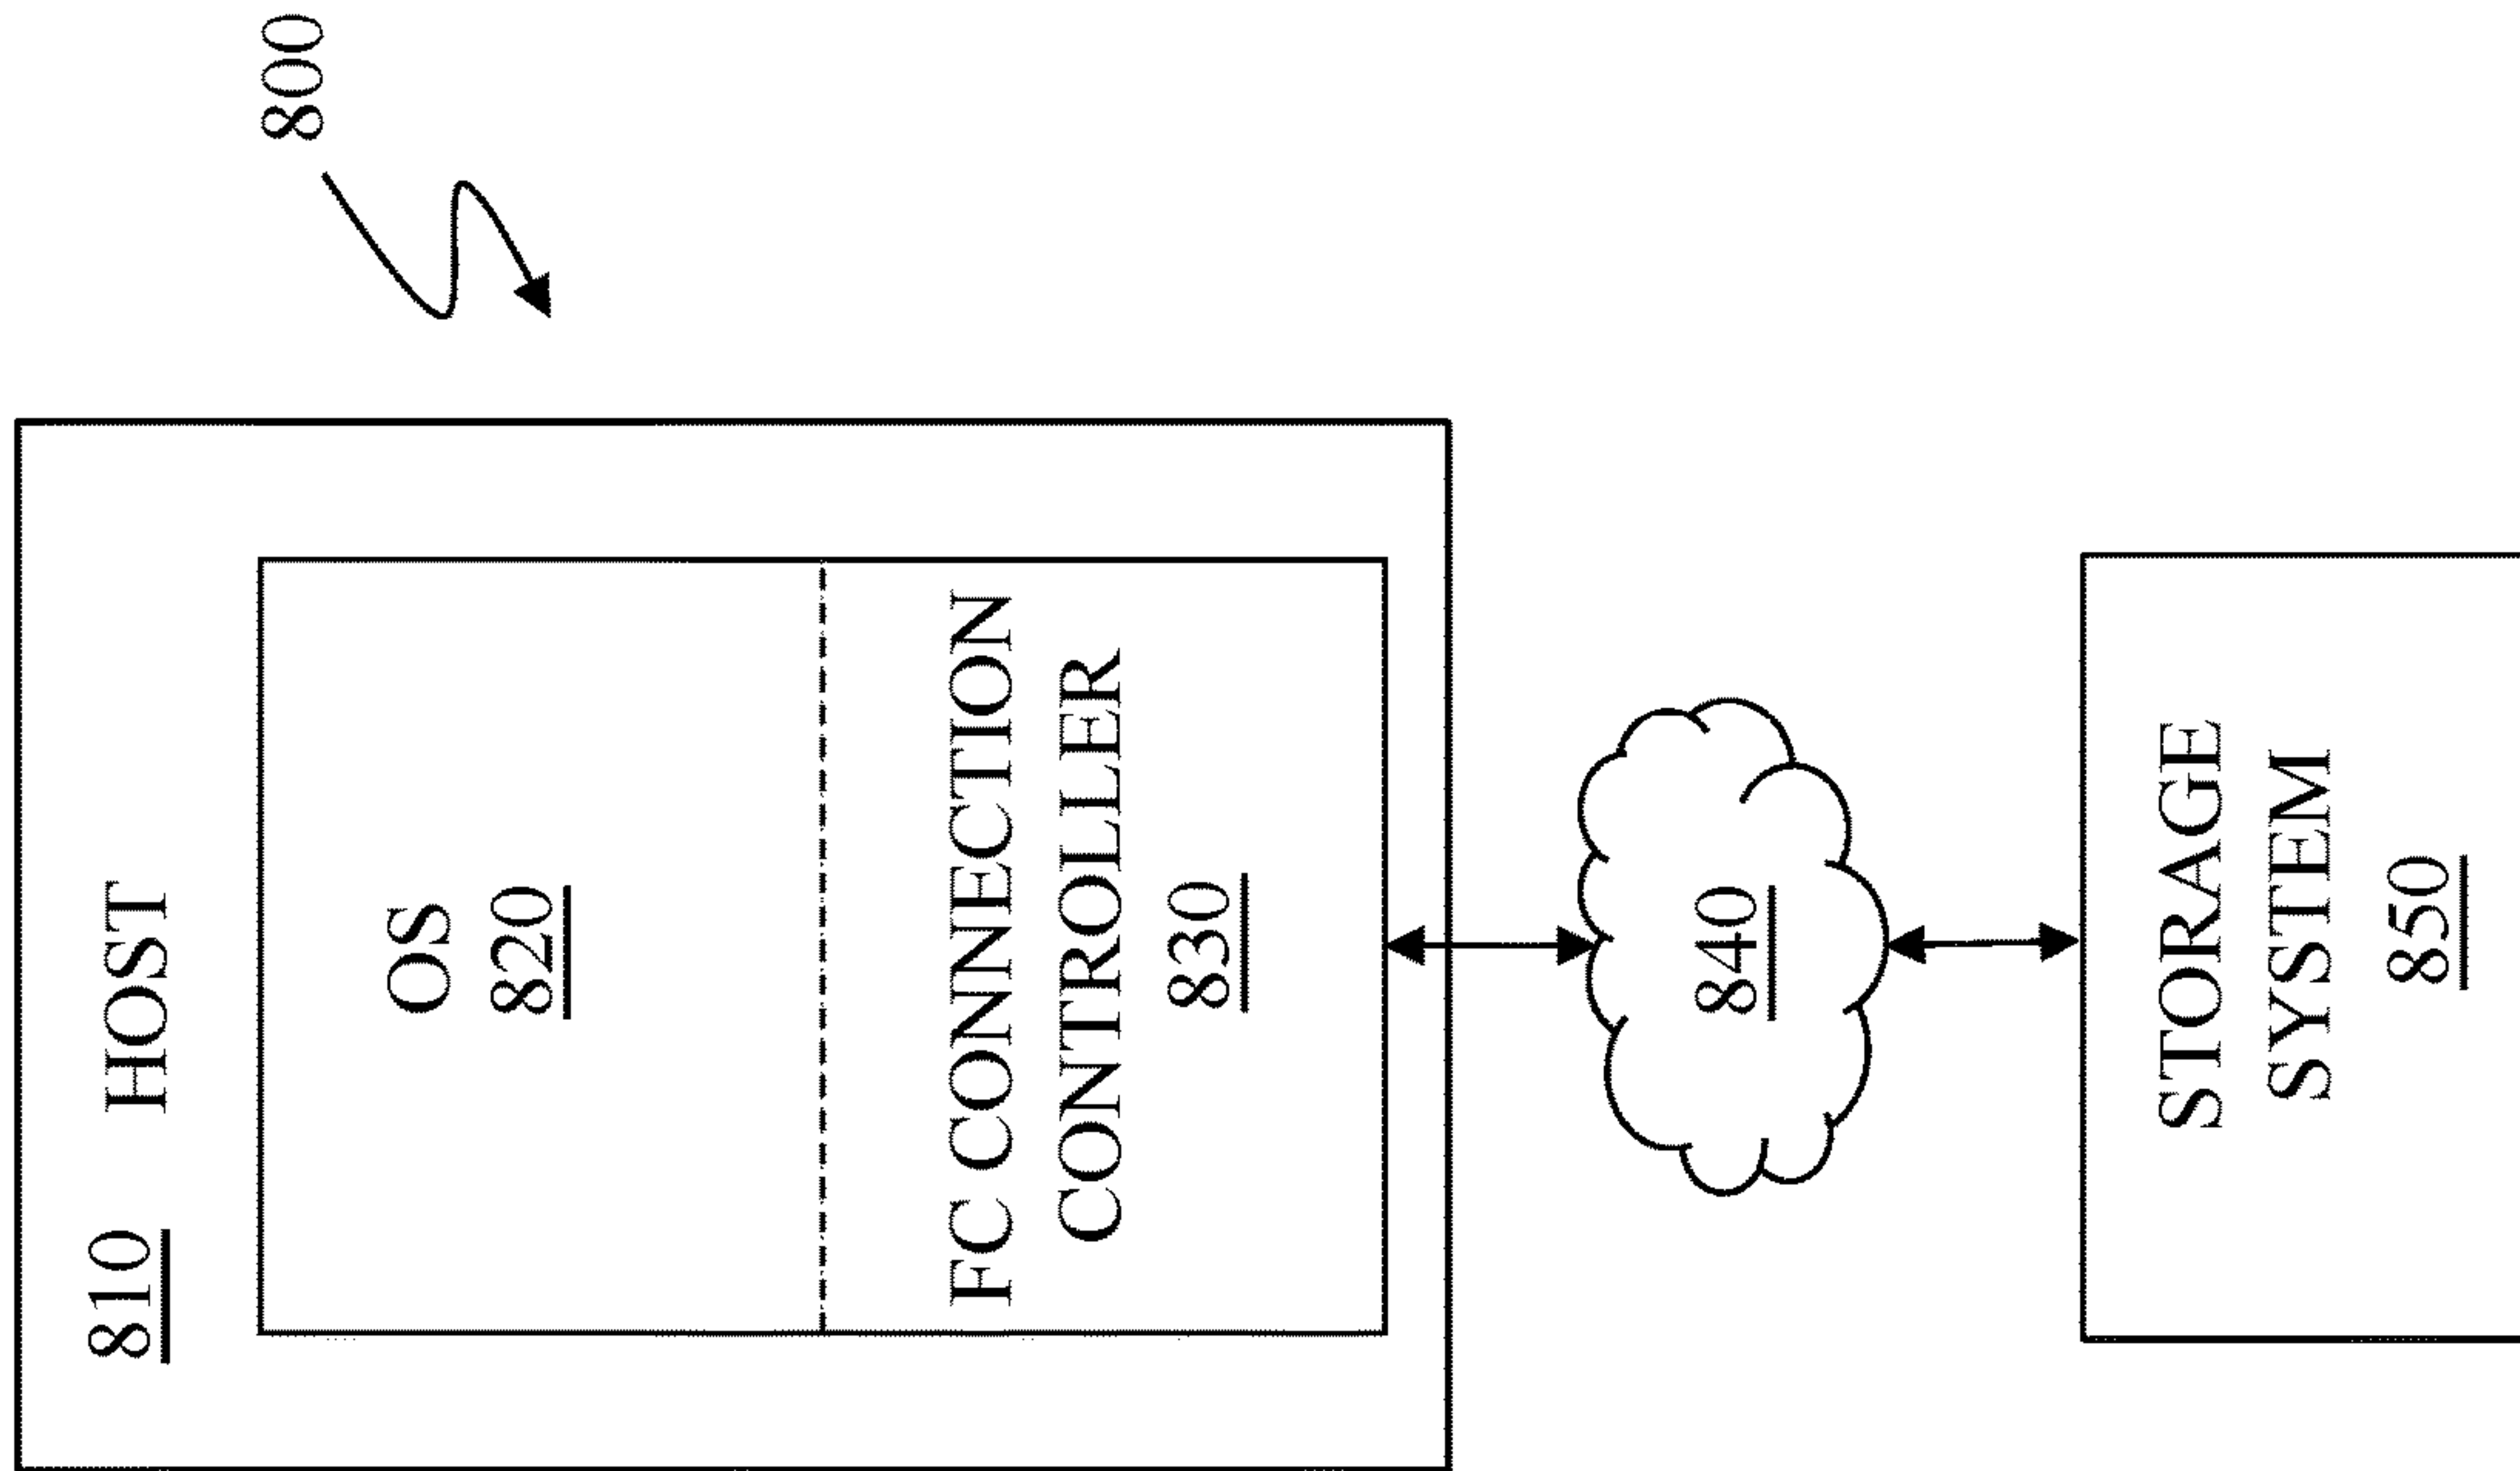 800
810 HOST
OS
820
FC CONNECTION
CONTROLLER
830
840
STORAGE
SYSTEM
850